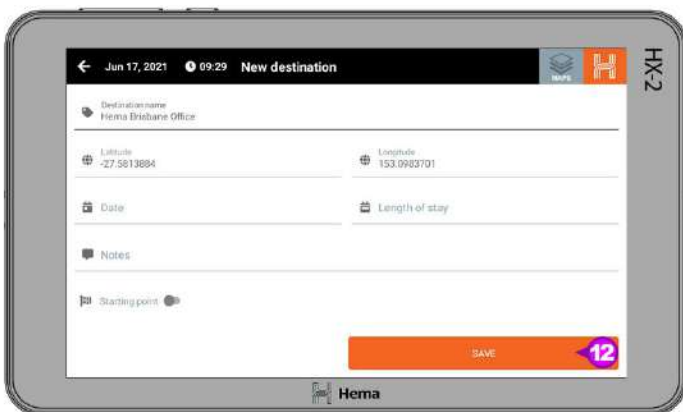 Jun 17, 2021 09:29 New destination
MAPS
HX-2
Destination name
Hema Brisbane Office
Latitude
-27.5813884
Longitude
153.0983701
Date
Length of stay
Notes
Starting point
SAVE
12
Hema